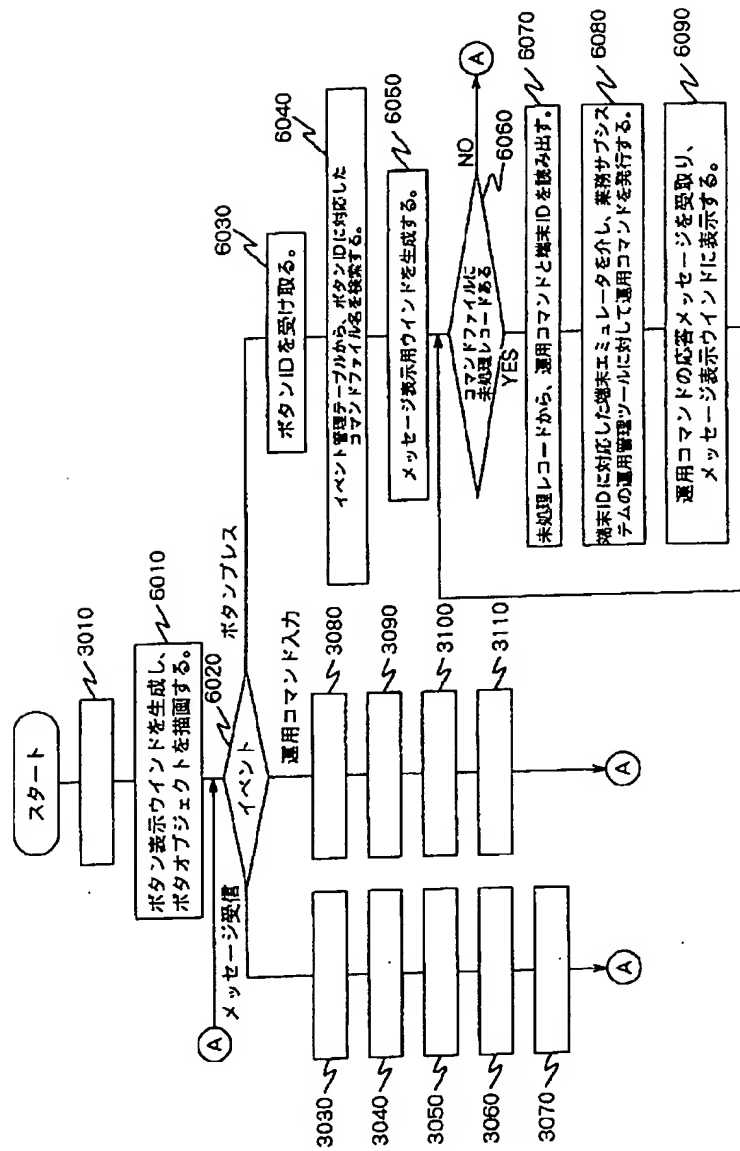 スタート
3010
ボタン表示ウインドを生成し、
ボタオブジェクトを描画する。
6010
A
メッセージ受信
イベント
6020
ボタンプレス
運用コマンド入力
3030
3040
3050
3060
3070
A
3080
3090
3100
3110
A
ボタンIDを受け取る。
6030
イベント管理テーブルから、ボタンIDに対応した
コマンドファイル名を検索する。
6040
メッセージ表示用ウインドを生成する。
6050
コマンドファイルに
未処理レコードある
6060
NO
A
YES
未処理レコードから、運用コマンドと端末IDを読み出す。
6070
端末IDに対応した端末エミュレータを介し、業務サブシス
テムの運用管理ツールに対して運用コマンドを発行する。
6080
運用コマンドの応答メッセージを受取り、
メッセージ表示ウインドに表示する。
6090